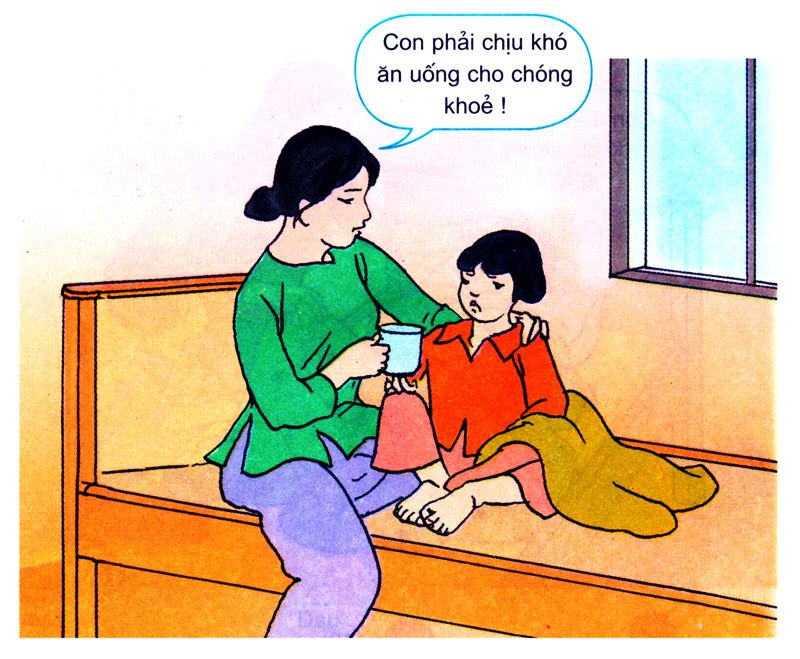 Con phải chịu khó
ăn uống cho chóng
khoẻ !